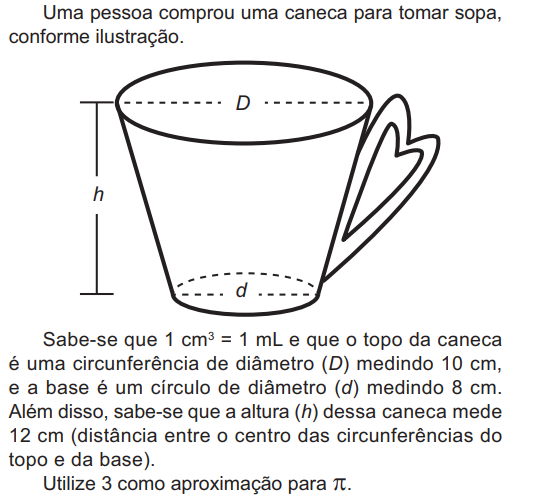 Uma pessoa comprou uma caneca para tomar sopa,
conforme ilustração.
D
h
d
Sabe-se que 1 cm³ = 1 mL e que o topo da caneca
é uma circunferência de diâmetro (D) medindo 10 cm,
e a base é um círculo de diâmetro (d) medindo 8 cm.
Além disso, sabe-se que a altura (h) dessa caneca mede
12 cm (distância entre o centro das circunferências do
topo e da base).
Utilize 3 como aproximação para π.